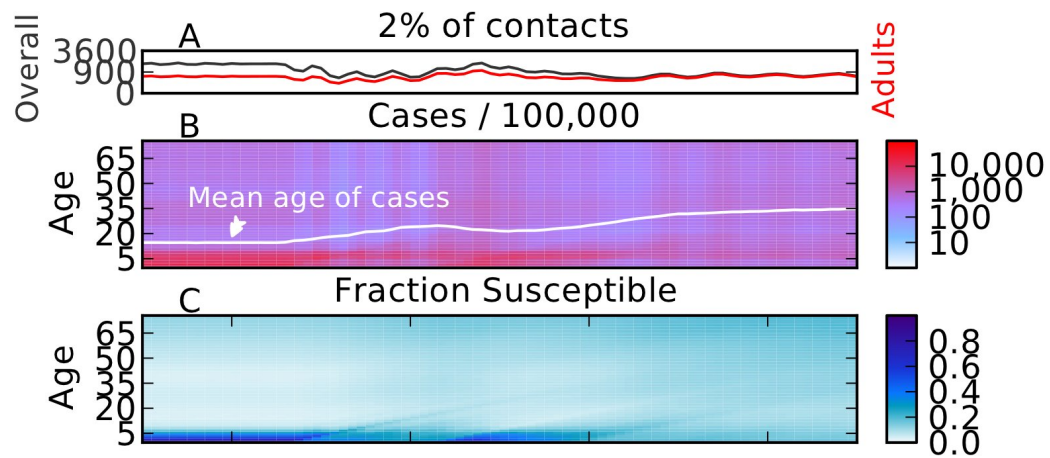 A
2% of contacts
Overall
3600
900
0
Adults
B
Cases / 100,000
Age
65
50
35
20
5
Mean age of cases
10,000
1,000
100
10
C
Fraction Susceptible
Age
65
50
35
20
5
0.8
0.6
0.4
0.2
0.0